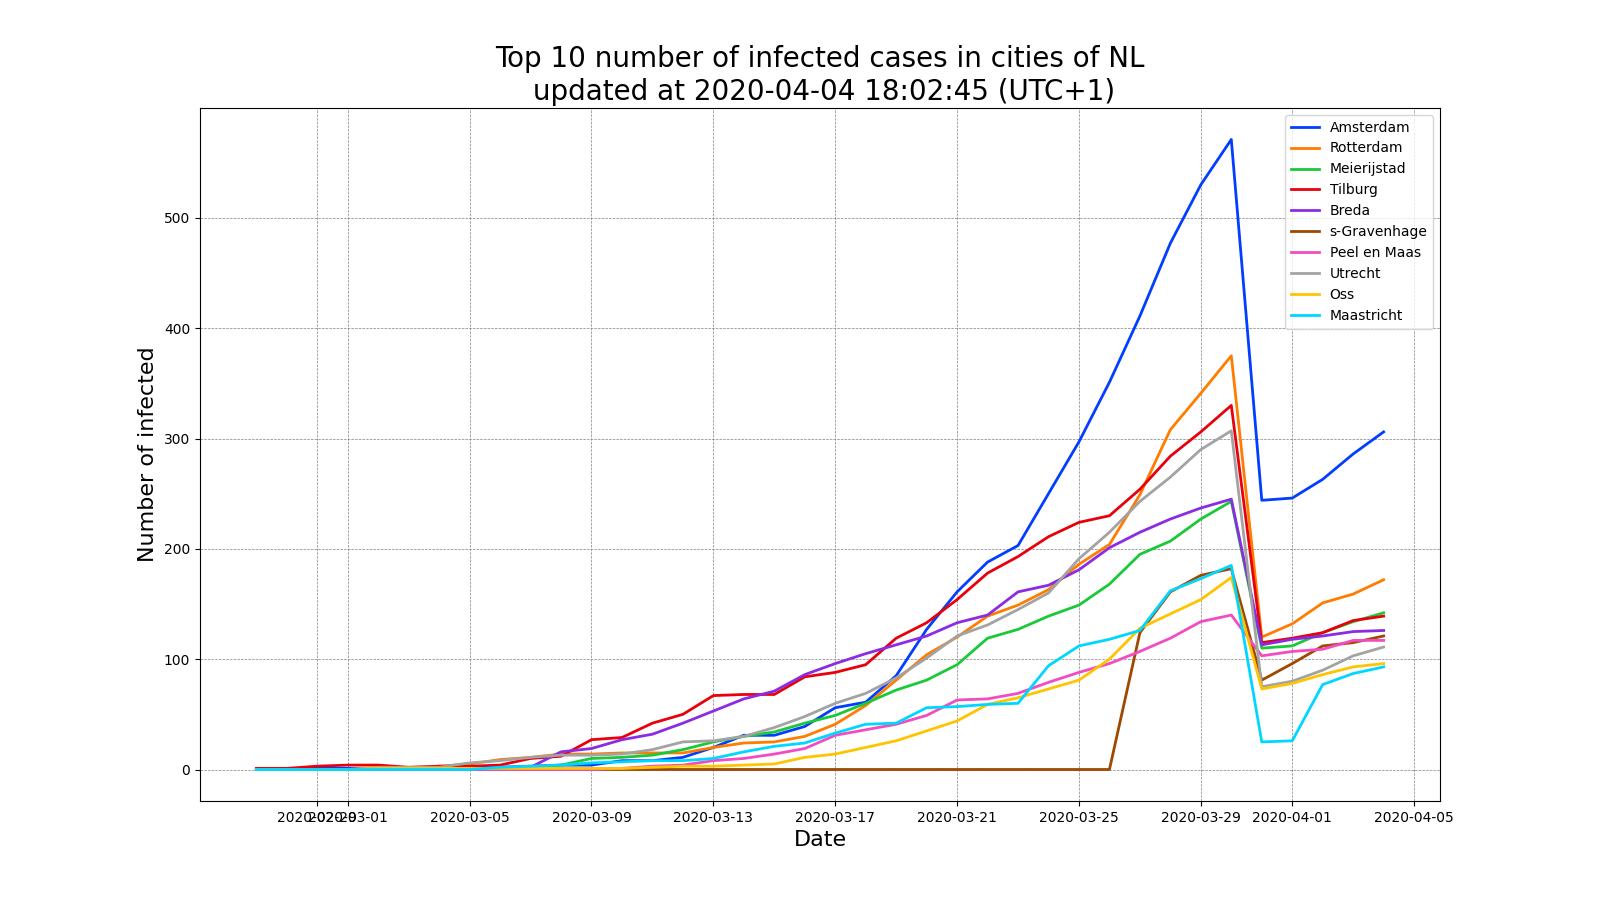 Top 10 number of infected cases in cities of NL
updated at 2020-04-04 18:02:45 (UTC+1)
Amsterdam
Rotterdam
Meierijstad
Tilburg
Breda
s-Gravenhage
Peel en Maas
Utrecht
Oss
Maastricht
Number of infected
500
400
300
200
100
0
2020-02-29 2020-03-01 2020-03-05 2020-03-09 2020-03-13 2020-03-17 2020-03-21 2020-03-25 2020-03-29 2020-04-01 2020-04-05
Date